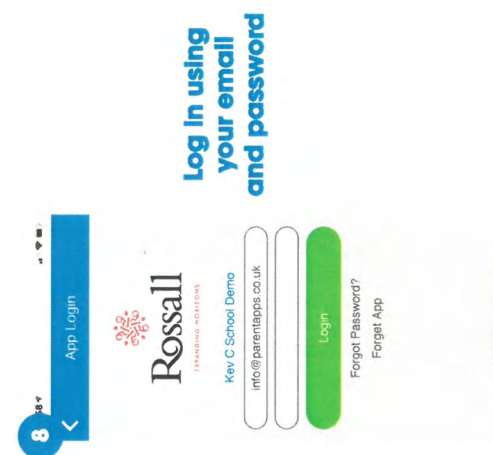 8
58
App Login
Rossall
EXPANDING HORIZONS
Kev C School Demo
info@parentapps.co.uk
Login
Forgot Password?
Forget App
Log in using
your email
and password